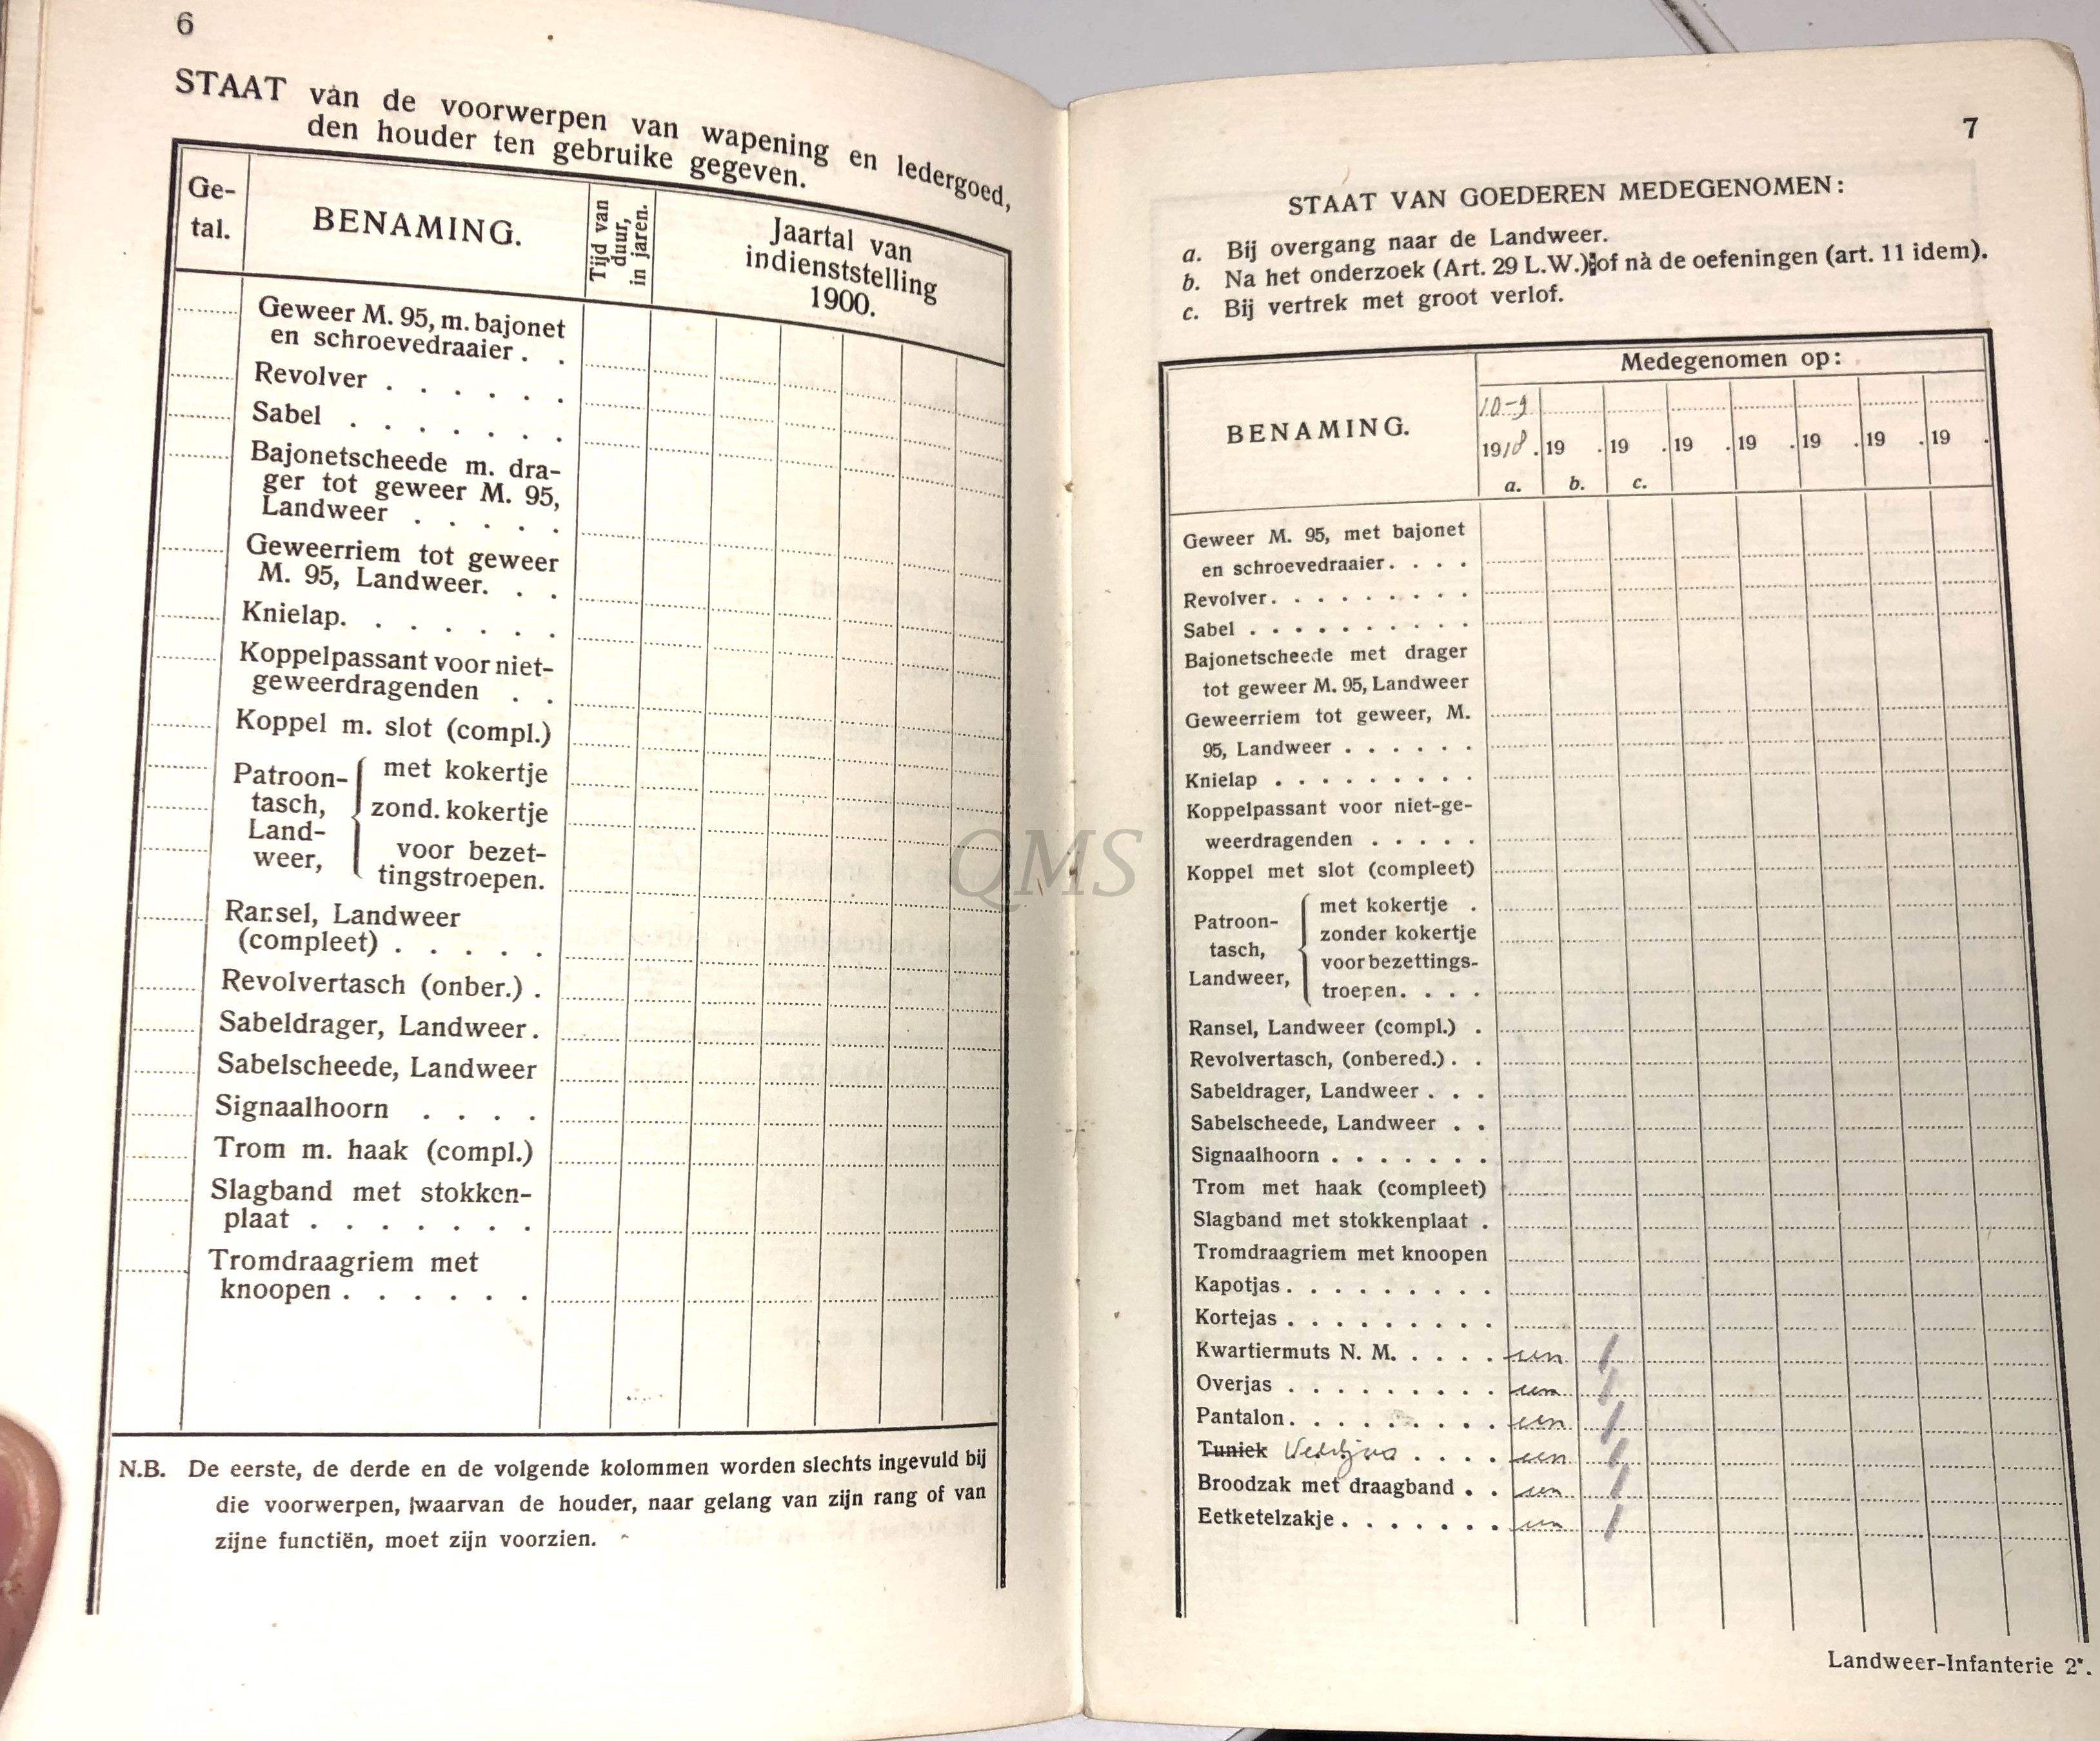 6
STAAT van de voorwerpen van wapening en ledergoed,
den houder ten gebruike gegeven.
Ge-
tal.
BENAMING.
Tijd van
duur,
in jaren.
Jaartal van
indienststelling
1900.
Geweer M. 95, m. bajonet
en schroevedraaier . .
Revolver . . . . . .
Sabel . . . . . . .
Bajonetscheede m. dra-
ger tot geweer M. 95,
Landweer . . . . .
Geweerriem tot geweer
M. 95, Landweer. . .
Knielap. . . . . . .
Koppelpassant voor niet-
geweerdragenden . .
Koppel m. slot (compl.)
Patroon-
tasch,
Land-
weer,
met kokertje
zond. kokertje
voor bezet-
tingstroepen.
Ransel, Landweer
(compleet) . . . . .
Revolvertasch (onber.) .
Sabeldrager, Landweer .
Sabelscheede, Landweer
Signaalhoorn . . . .
Trom m. haak (compl.)
Slagband met stokken-
plaat . . . . . . .
Tromdraagriem met
knoopen . . . . . .
N.B. De eerste, de derde en de volgende kolommen worden slechts ingevuld bij
die voorwerpen, waarvan de houder, naar gelang van zijn rang of van
zijne functiën, moet zijn voorzien.
QMS
7
STAAT VAN GOEDEREN MEDEGENOMEN:
a. Bij overgang naar de Landweer.
b. Na het onderzoek (Art. 29 L.W.) of nà de oefeningen (art. 11 idem).
c. Bij vertrek met groot verlof.
BENAMING.
Medegenomen op:
10-9
1918 . 19 . 19 . 19 . 19 . 19 . 19 . 19 .
a. b. c.
Geweer M. 95, met bajonet
en schroevedraaier. . . .
Revolver. . . . . . . . .
Sabel . . . . . . . . . .
Bajonetscheede met drager
tot geweer M. 95, Landweer
Geweerriem tot geweer, M.
95, Landweer . . . . . .
Knielap . . . . . . . . .
Koppelpassant voor niet-ge-
weerdragenden . . . . .
Koppel met slot (compleet)
Patroon-
tasch,
Landweer,
met kokertje .
zonder kokertje
voor bezettings-
troepen. . . .
Ransel, Landweer (compl.) .
Revolvertasch, (onbered.) . .
Sabeldrager, Landweer . . .
Sabelscheede, Landweer . .
Signaalhoorn . . . . . . .
Trom met haak (compleet)
Slagband met stokkenplaat .
Tromdraagriem met knoopen
Kapotjas . . . . . . . . .
Kortejas . . . . . . . . .
Kwartiermuts N. M. . . . . een
Overjas . . . . . . . . . een
Pantalon. . . . . . . . . een
Tuniek Veldjas . . . . een
Broodzak met draagband . . een
Eetketelzakje . . . . . . . een
Landweer-Infanterie 2*.